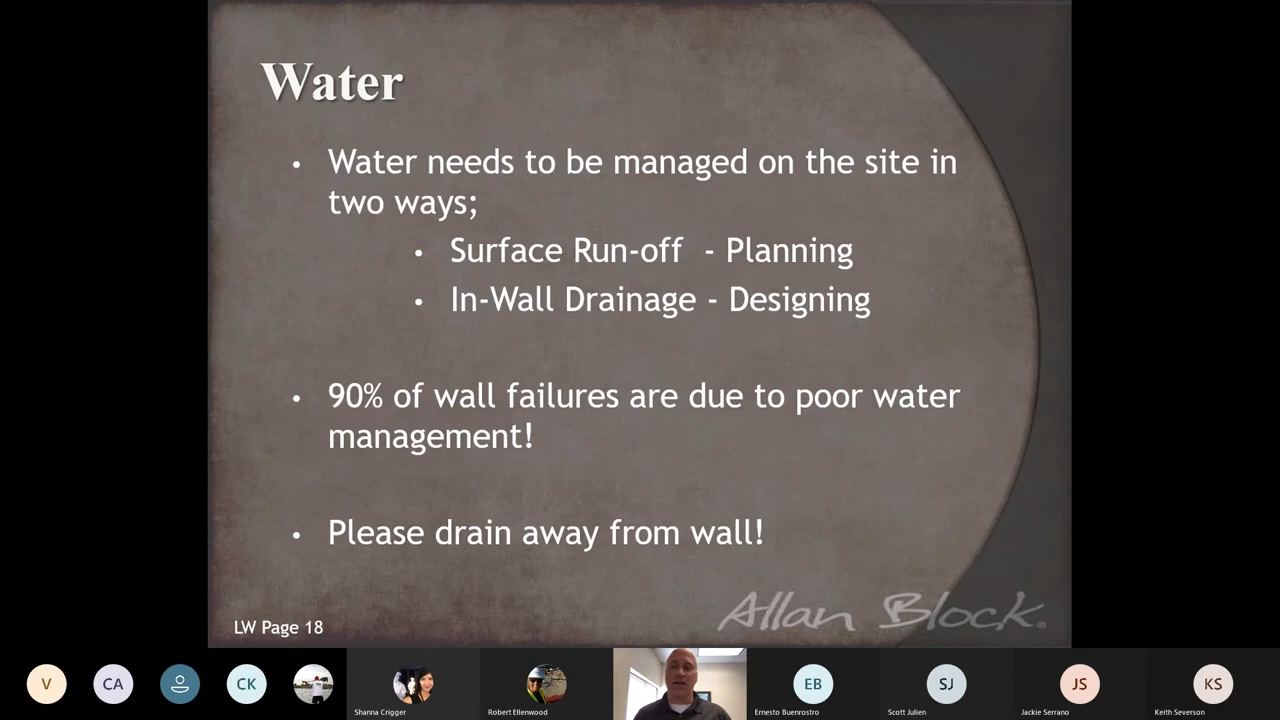 Water
• Water needs to be managed on the site in
two ways;
• Surface Run-off - Planning
• In-Wall Drainage - Designing
• 90% of wall failures are due to poor water
management!
• Please drain away from wall!
Allan Block.
LW Page 18
V
CA
CK
Shanna Crigger
Robert Ellenwood
EB
Ernesto Buenrostro
SJ
Scott Julien
JS
Jackie Serrano
KS
Keith Severson